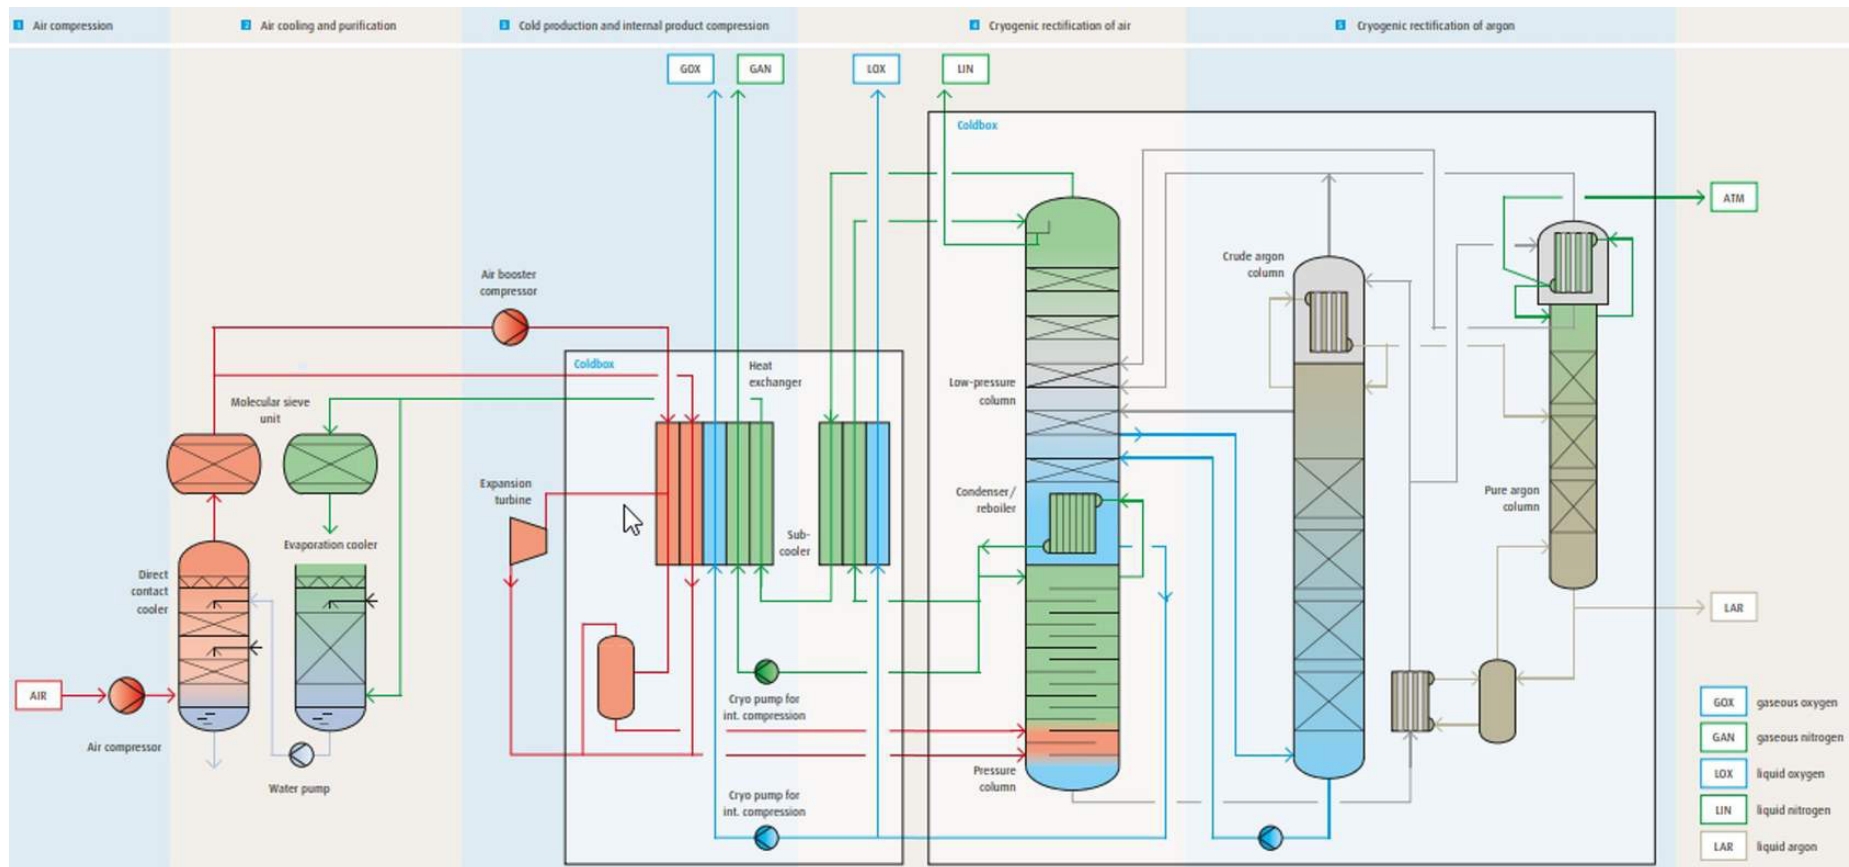 1 Air compression
2 Air cooling and purification
3 Cold production and internal product compression
4 Cryogenic rectification of air
5 Cryogenic rectification of argon
GOX
GAN
LOX
LIN
Coldbox
ATM
Crude argon
column
Air booster
compressor
Coldbox
Heat
exchanger
Low-pressure
column
Molecular sieve
unit
Expansion
turbine
Condenser/
reboiler
Pure argon
column
Sub-
cooler
Evaporation cooler
Direct
contact
cooler
LAR
AIR
Cryo pump for
int. compression
Air compressor
Water pump
Pressure
column
Cryo pump for
int. compression
GOX gaseous oxygen
GAN gaseous nitrogen
LOX liquid oxygen
LIN liquid nitrogen
LAR liquid argon